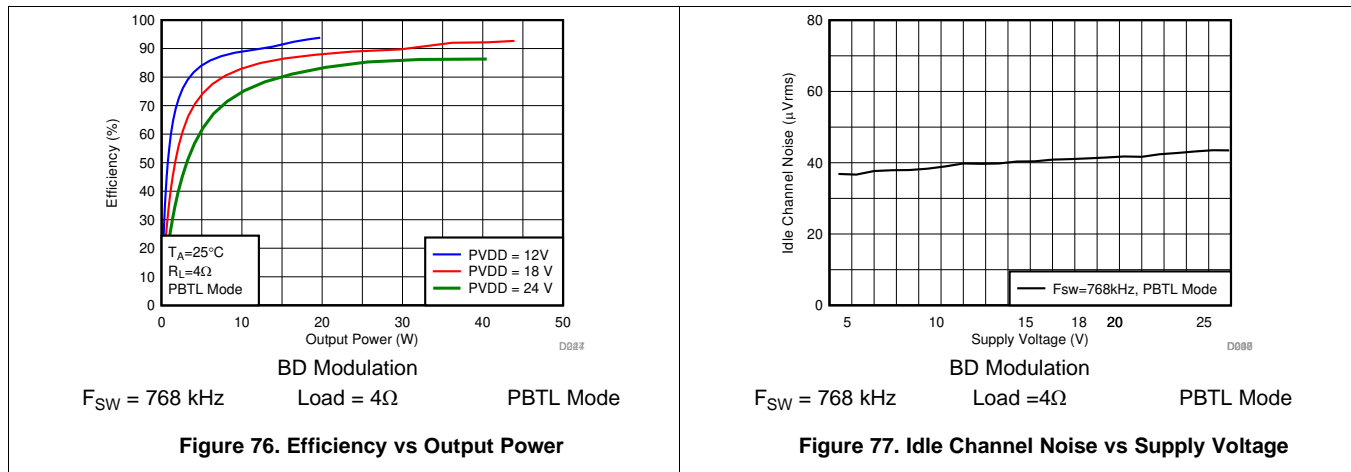 100
90
80
70
60
50
40
30
20
10
0
Efficiency (%)
T_A=25°C
R_L=4Ω
PBTL Mode
PVDD = 12V
PVDD = 18 V
PVDD = 24 V
0 10 20 30 40 50
Output Power (W)
BD Modulation
F_SW = 768 kHz Load = 4Ω PBTL Mode
Figure 76. Efficiency vs Output Power
80
60
40
20
0
Idle Channel Noise (μVrms)
Fsw=768kHz, PBTL Mode
5 10 15 18 20 25
Supply Voltage (V)
BD Modulation
F_SW = 768 kHz Load =4Ω PBTL Mode
Figure 77. Idle Channel Noise vs Supply Voltage